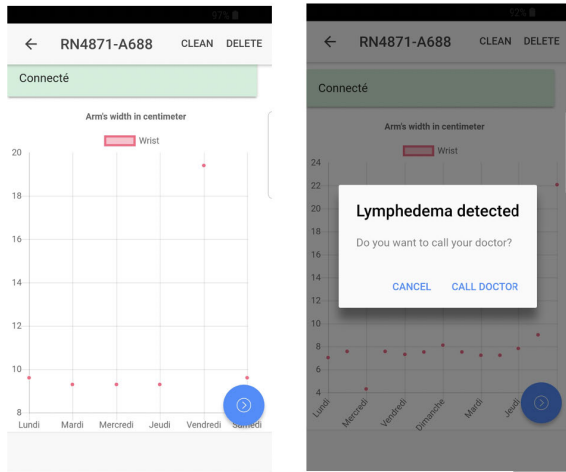 57%
RN4871-A688 CLEAN DELETE
Connecté
Arm's width in centimeter
Wrist
20
18
16
14
12
10
8
Lundi Mardi Mercredi Jeudi Vendredi Samedi
92%
RN4871-A688 CLEAN DELETE
Connecté
Arm's width in centimeter
Wrist
24
22
20
18
16
14
12
10
8
6
4
Lundi Mercredi Vendredi Dimanche Mardi Jeudi
Lymphedema detected
Do you want to call your doctor?
CANCEL CALL DOCTOR